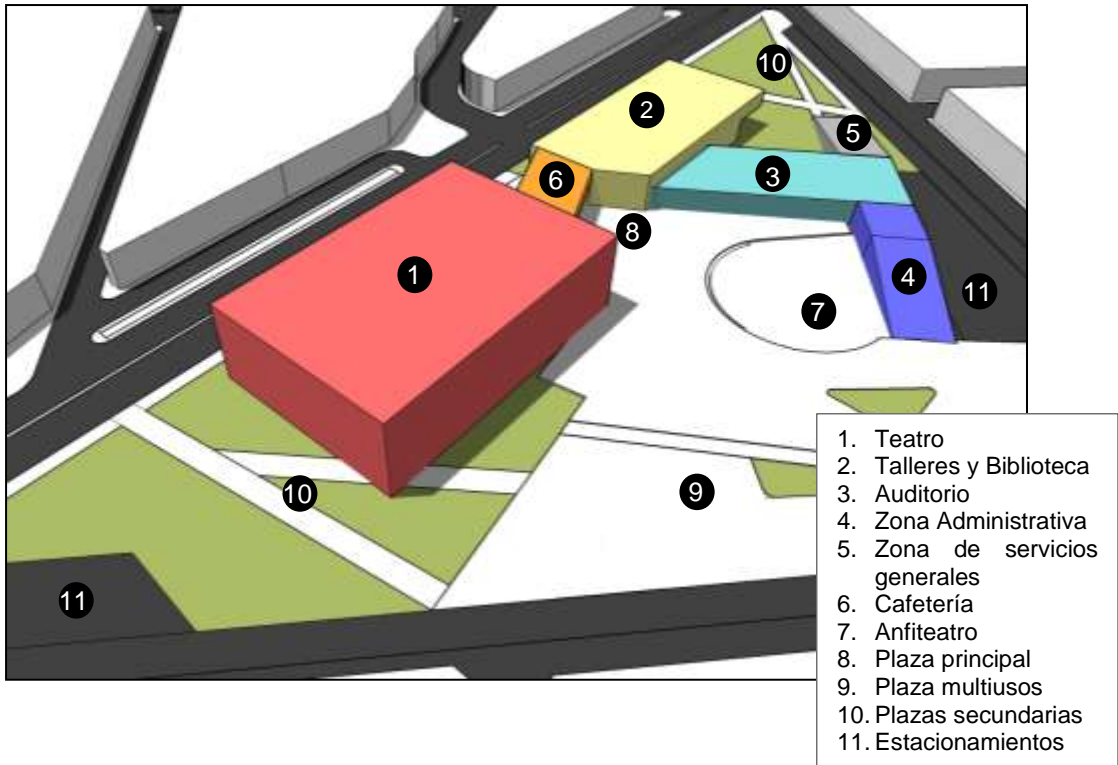 10
2
5
6
3
8
1
4
11
7
9
10
11
1. Teatro
2. Talleres y Biblioteca
3. Auditorio
4. Zona Administrativa
5. Zona de servicios
generales
6. Cafetería
7. Anfiteatro
8. Plaza principal
9. Plaza multiusos
10. Plazas secundarias
11. Estacionamientos